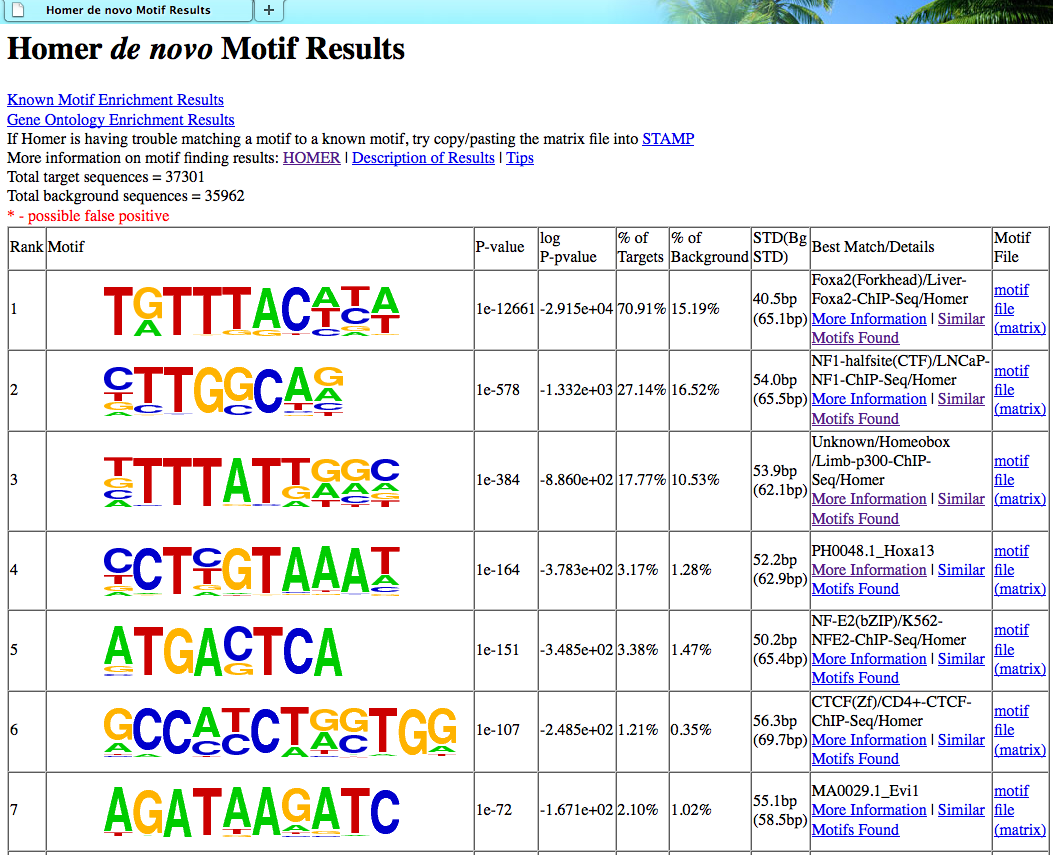 Homer de novo Motif Results
Homer de novo Motif Results
Known Motif Enrichment Results
Gene Ontology Enrichment Results
If Homer is having trouble matching a motif to a known motif, try copy/pasting the matrix file into STAMP
More information on motif finding results: HOMER | Description of Results | Tips
Total target sequences = 37301
Total background sequences = 35962
* - possible false positive
Rank Motif P-value log P-pvalue % of Targets % of Background STD(Bg STD) Best Match/Details Motif File
1 TGTTTACATA 1e-12661 -2.915e+04 70.91% 15.19% 40.5bp (65.1bp) Foxa2(Forkhead)/Liver-Foxa2-ChIP-Seq/Homer More Information | Similar Motifs Found motif file (matrix)
2 CTTGGCAG 1e-578 -1.332e+03 27.14% 16.52% 54.0bp (65.5bp) NF1-halfsite(CTF)/LNCaP-NF1-ChIP-Seq/Homer More Information | Similar Motifs Found motif file (matrix)
3 TTTTATTGGC 1e-384 -8.860e+02 17.77% 10.53% 53.9bp (62.1bp) Unknown/Homeobox/Limb-p300-ChIP-Seq/Homer More Information | Similar Motifs Found motif file (matrix)
4 CCTCGTAAAT 1e-164 -3.783e+02 3.17% 1.28% 52.2bp (62.9bp) PH0048.1_Hoxa13 More Information | Similar Motifs Found motif file (matrix)
5 ATGACTCA 1e-151 -3.485e+02 3.38% 1.47% 50.2bp (65.4bp) NF-E2(bZIP)/K562-NFE2-ChIP-Seq/Homer More Information | Similar Motifs Found motif file (matrix)
6 GCCATCTGGTGG 1e-107 -2.485e+02 1.21% 0.35% 56.3bp (69.7bp) CTCF(Zf)/CD4+-CTCF-ChIP-Seq/Homer More Information | Similar Motifs Found motif file (matrix)
7 AGATAAGATC 1e-72 -1.671e+02 2.10% 1.02% 55.1bp (58.5bp) MA0029.1_Evi1 More Information | Similar Motifs Found motif file (matrix)